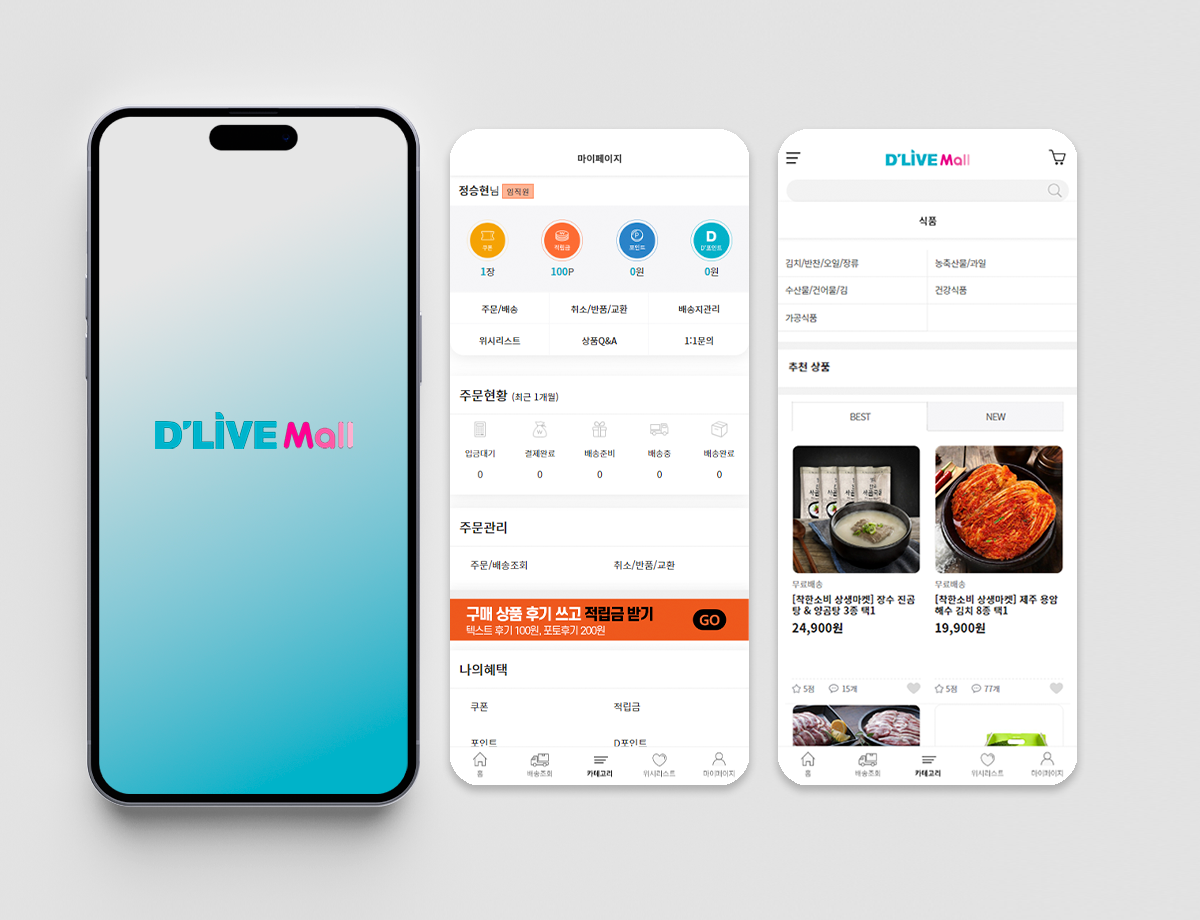 D'LIVE Mall
마이페이지
정승현님 임직원
쿠폰 적립금 포인트 D'포인트
1장 100P 0원 0원
주문/배송 취소/반품/교환 배송지관리
위시리스트 상품Q&A 1:1문의
주문현황 (최근 1개월)
입금대기 결제완료 배송준비 배송중 배송완료
0 0 0 0 0
주문관리
주문/배송조회 취소/반품/교환
구매 상품 후기 쓰고 적립금 받기
텍스트 후기 100원, 포토후기 200원
GO
나의혜택
쿠폰 적립금
포인트 D포인트
홈 배송조회 카테고리 위시리스트 마이페이지
D'LIVE Mall
식품
김치/반찬/오일/장류 농축산물/과일
수산물/건어물/김 건강식품
가공식품
추천 상품
BEST NEW
무료배송
[착한소비 상생마켓] 장수 진곰
탕 & 양곰탕 3종 택1
24,900원
5점 15개
무료배송
[착한소비 상생마켓] 제주 용암
해수 김치 8종 택1
19,900원
5점 77개
홈 배송조회 카테고리 위시리스트 마이페이지